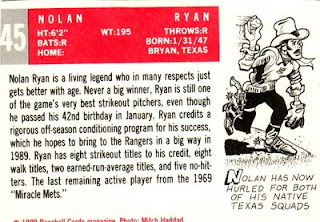 45
NOLAN RYAN
HT:6'2" WT:195 THROWS:R
BATS:R BORN:1/31/47
HOME: BRYAN, TEXAS
Nolan Ryan is a living legend who in many respects just
gets better with age. Never a big winner, Ryan is still one
of the game's very best strikeout pitchers, even though
he passed his 42nd birthday in January. Ryan credits a
rigorous off-season conditioning program for his success,
which he hopes to bring to the Rangers in a big way in
1989. Ryan has eight strikeout titles to his credit, eight
walk titles, two earned-run-average titles, and five no-hit-
ters. The last remaining active player from the 1969
"Miracle Mets."
NOLAN HAS NOW
HURLED FOR BOTH
OF HIS NATIVE
TEXAS SQUADS
1989 Baseball Cards magazine. Photo: Mitch Haddad